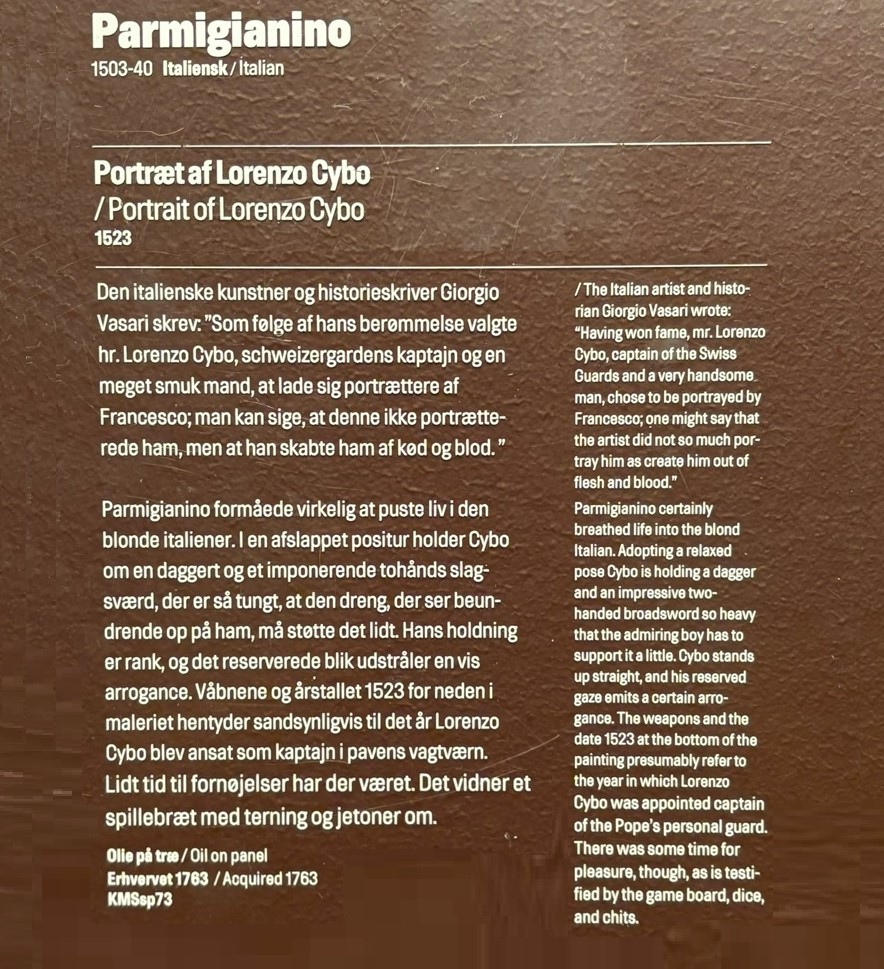 Parmigianino
1503-40 Italiensk / Italian
Portræt af Lorenzo Cybo
/ Portrait of Lorenzo Cybo
1523
Den italienske kunstner og historieskriver Giorgio
Vasari skrev: "Som følge af hans berømmelse valgte
hr. Lorenzo Cybo, schweizergardens kaptajn og en
meget smuk mand, at lade sig portrættere af
Francesco; man kan sige, at denne ikke portrætte-
rede ham, men at han skabte ham af kød og blod. "
Parmigianino formåede virkelig at puste liv i den
blonde italiener. I en afslappet positur holder Cybo
om en daggert og et imponerende tohånds slag-
sværd, der er så tungt, at den dreng, der ser beun-
drende op på ham, må støtte det lidt. Hans holdning
er rank, og det reserverede blik udstråler en vis
arrogance. Våbnene og årstallet 1523 for neden i
maleriet hentyder sandsynligvis til det år Lorenzo
Cybo blev ansat som kaptajn i pavens vagtværn.
Lidt tid til fornøjelser har der været. Det vidner et
spillebræt med terning og jetoner om.
Olie på træ / Oil on panel
Erhvervet 1763 / Acquired 1763
KMSsp73
/ The Italian artist and histo-
rian Giorgio Vasari wrote:
"Having won fame, mr. Lorenzo
Cybo, captain of the Swiss
Guards and a very handsome
man, chose to be portrayed by
Francesco; one might say that
the artist did not so much por-
tray him as create him out of
flesh and blood."
Parmigianino certainly
breathed life into the blond
Italian. Adopting a relaxed
pose Cybo is holding a dagger
and an impressive two-
handed broadsword so heavy
that the admiring boy has to
support it a little. Cybo stands
up straight, and his reserved
gaze emits a certain arro-
gance. The weapons and the
date 1523 at the bottom of the
painting presumably refer to
the year in which Lorenzo
Cybo was appointed captain
of the Pope's personal guard.
There was some time for
pleasure, though, as is testi-
fied by the game board, dice,
and chits.